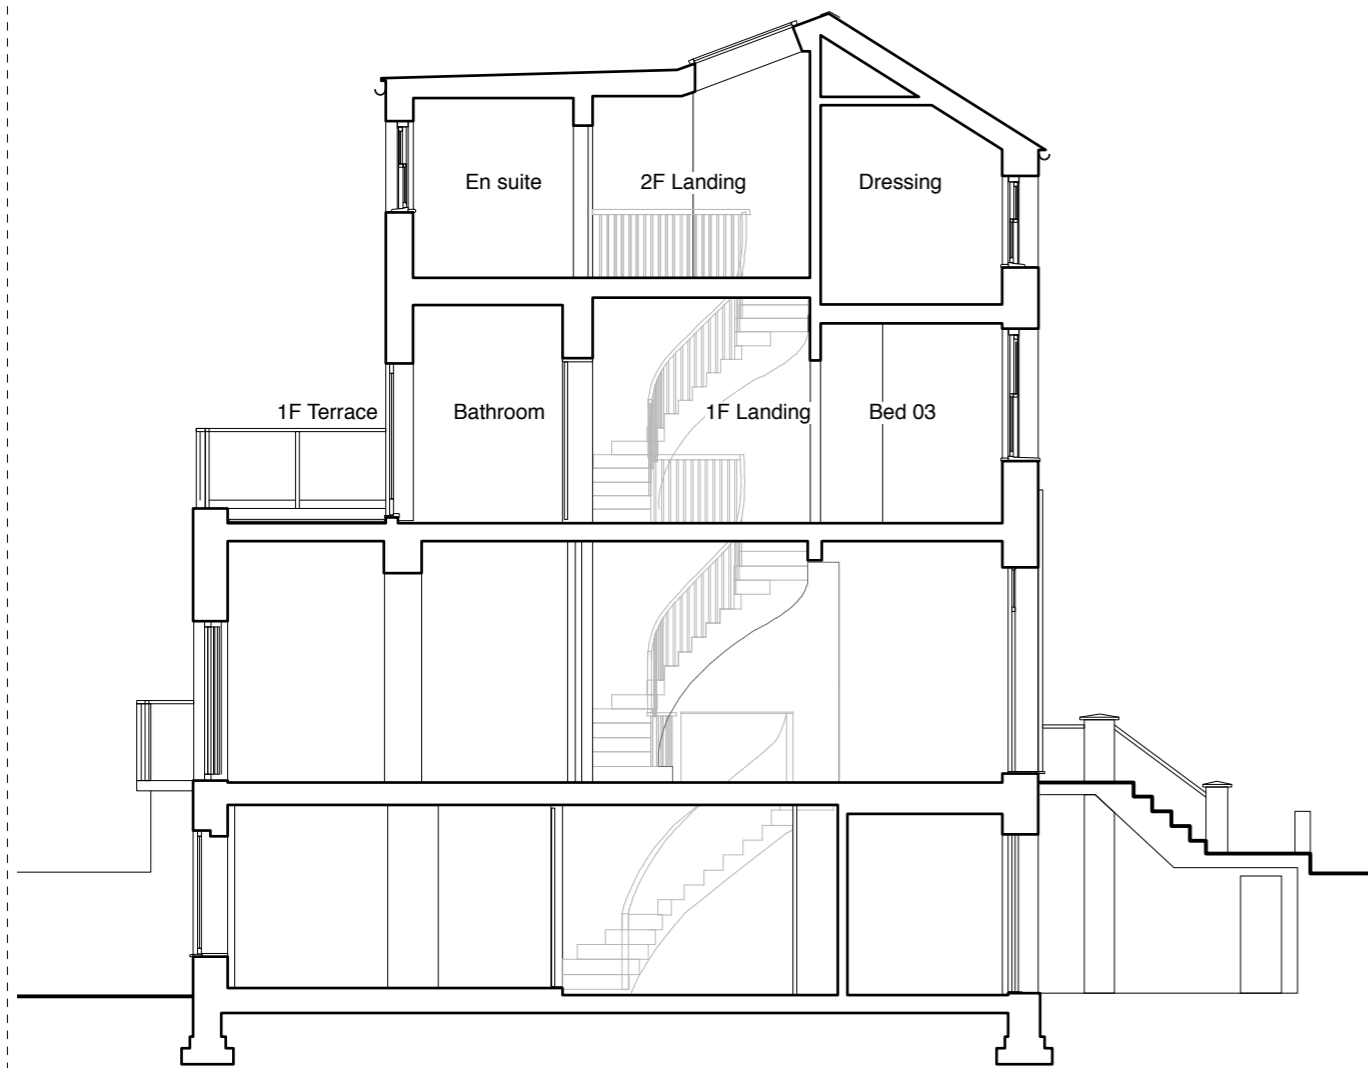 En suite
2F Landing
Dressing
1F Terrace
Bathroom
1F Landing
Bed 03